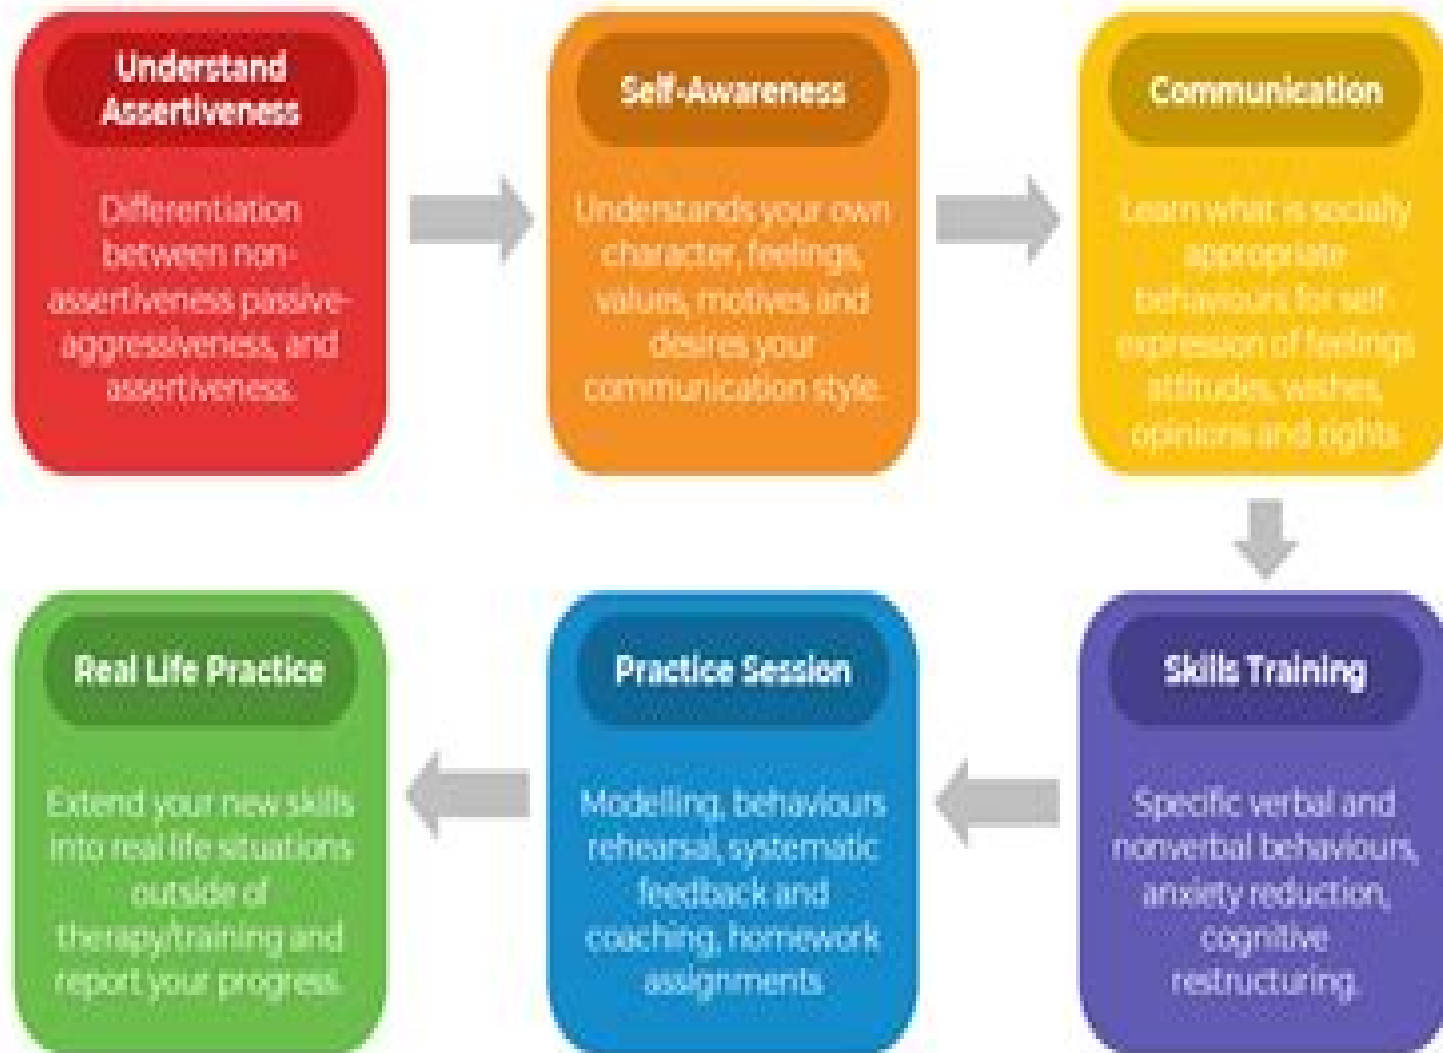 Understand
Assertiveness
Differentiation
between non-
assertiveness passive-
aggressiveness, and
assertiveness.
Self-Awareness
Understands your own
character, feelings,
values, motives and
desires your
communication style.
Communication
Learn what is socially
appropriate
behaviours for self-
expression of feelings
attitudes, wishes,
opinions and rights.
Skills Training
Specific verbal and
nonverbal behaviours,
anxiety reduction,
cognitive
restructuring.
Practice Session
Modelling, behaviours
rehearsal, systematic
feedback and
coaching, homework
assignments
Real Life Practice
Extend your new skills
into real life situations
outside of
therapy/training and
report your progress.